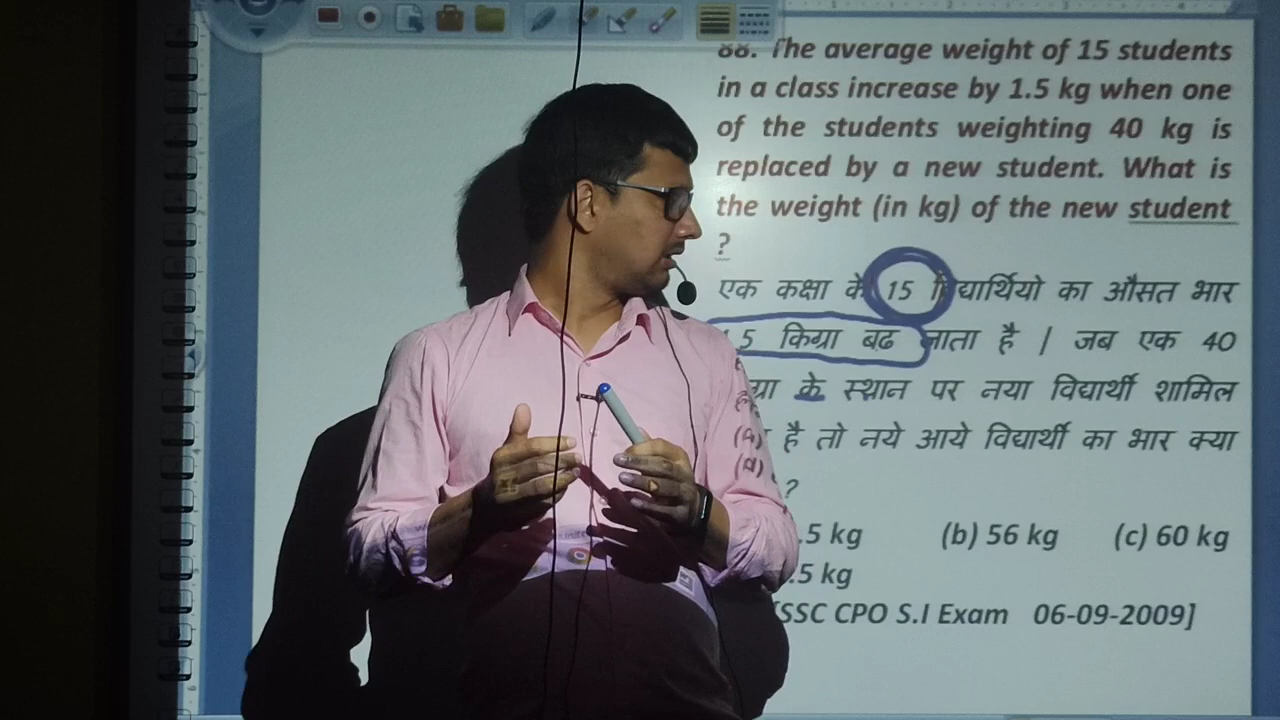 88. The average weight of 15 students
in a class increase by 1.5 kg when one
of the students weighting 40 kg is
replaced by a new student. What is
the weight (in kg) of the new student
?
एक कक्षा के 15 विद्यार्थियो का औसत भार
5 किग्रा बढ जाता है / जब एक 40
ग्रा के स्थान पर नया विद्यार्थी शामिल
है तो नये आये विद्यार्थी का भार क्या
?
.5 kg (b) 56 kg (c) 60 kg
.5 kg
[SSC CPO S.I Exam 06-09-2009]